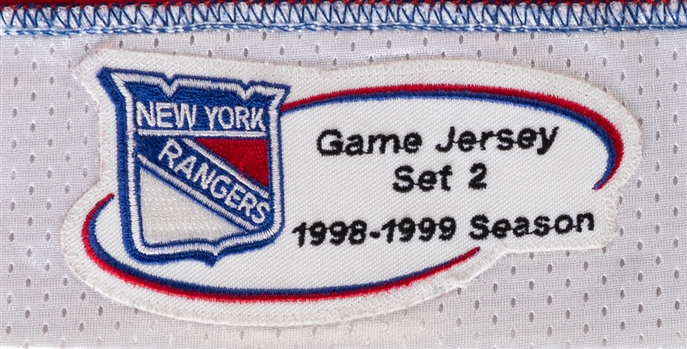 NEW YORK
RANGERS
Game Jersey
Set 2
1998-1999 Season